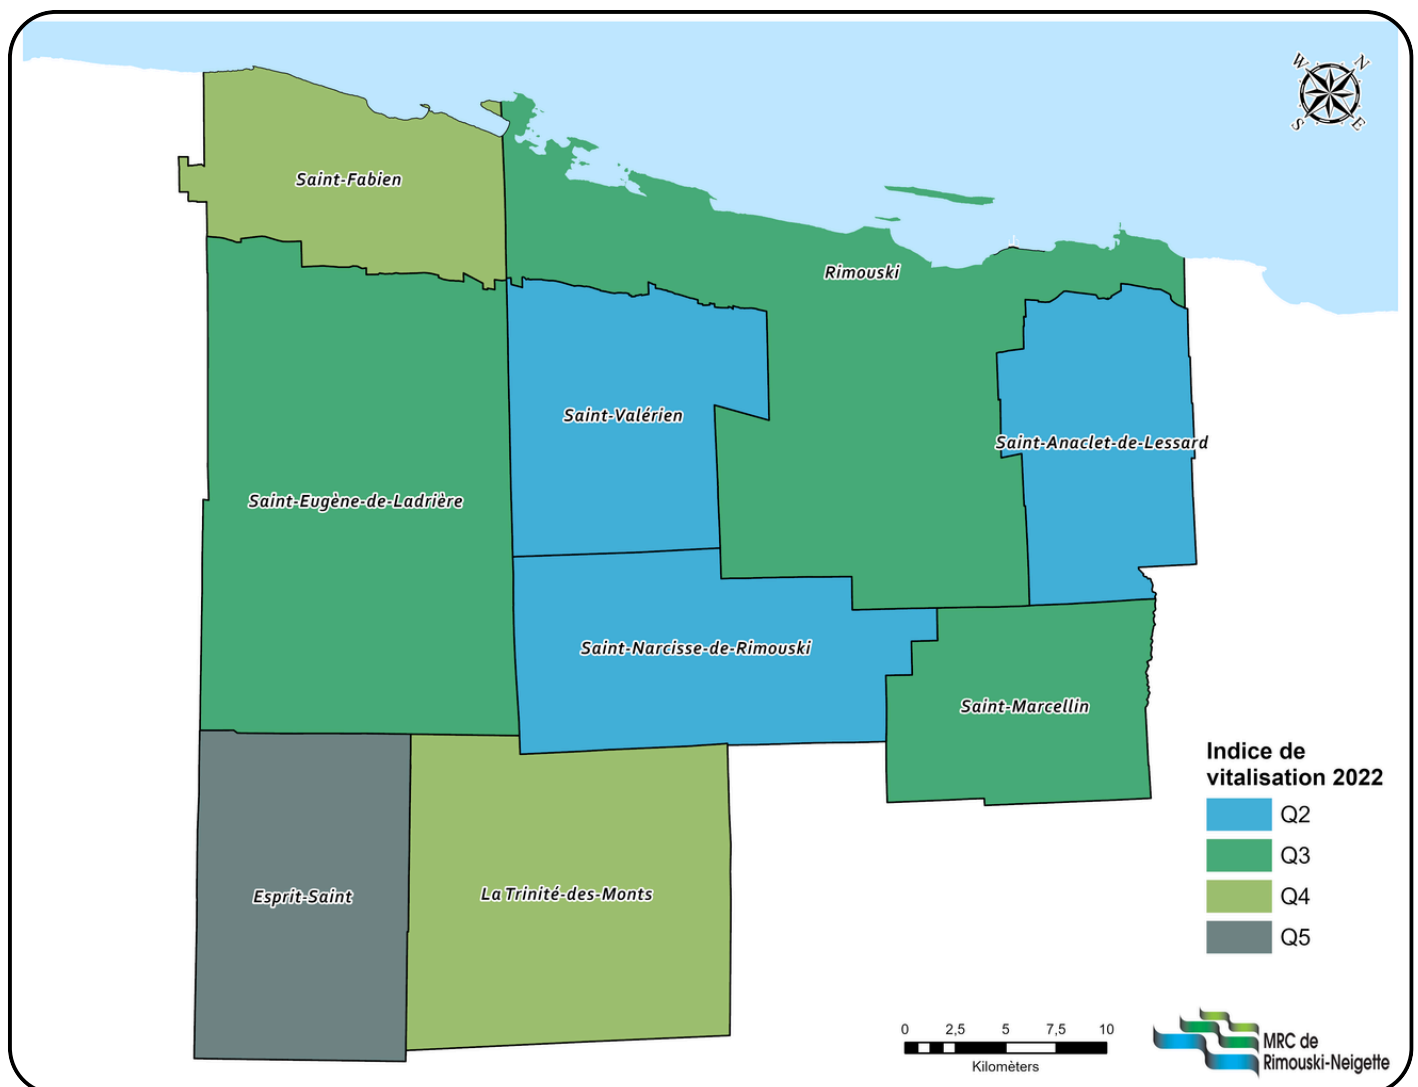 W N
S E
Saint-Fabien
Rimouski
Saint-Valérien
Saint-Anaclet-de-Lessard
Saint-Eugène-de-Ladrière
Saint-Narcisse-de-Rimouski
Saint-Marcellin
Esprit-Saint
La Trinité-des-Monts
Indice de
vitalisation 2022
Q2
Q3
Q4
Q5
0 2,5 5 7,5 10
Kilomèters
MRC de
Rimouski-Neigette